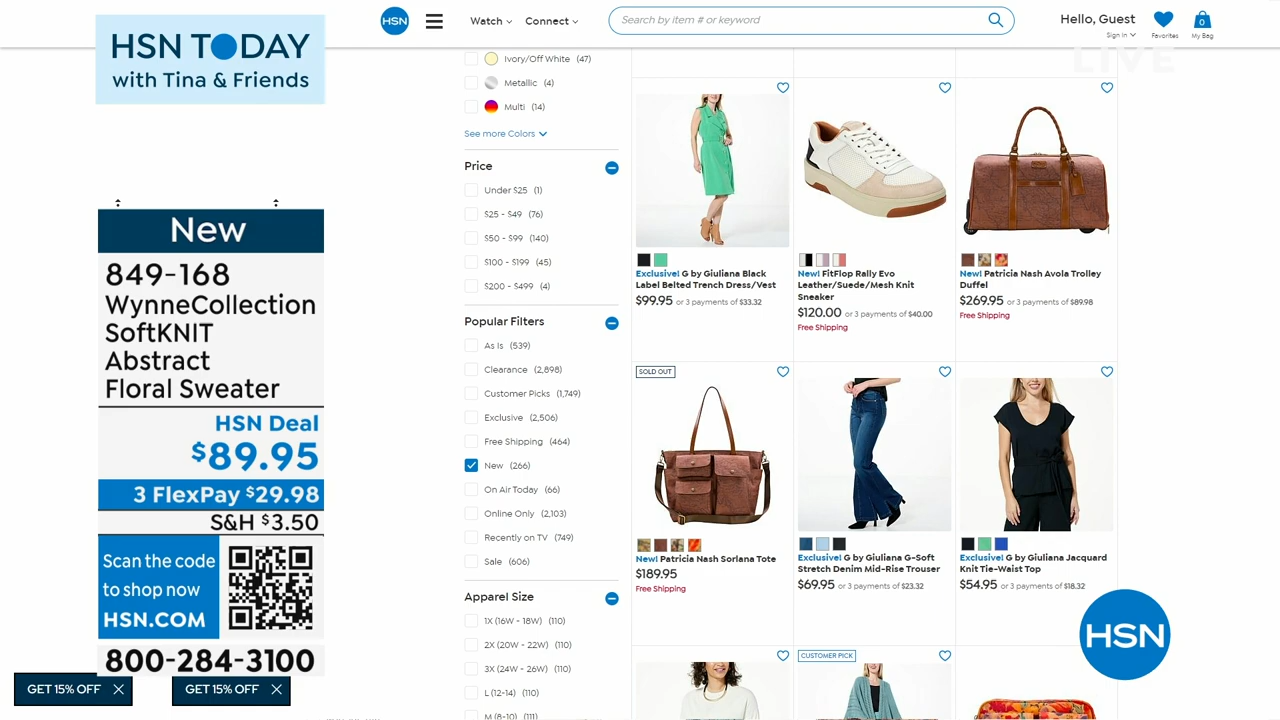 HSN TODAY
with Tina & Friends
New
849-168
WynneCollection
SoftKNIT
Abstract
Floral Sweater
HSN Deal
$89.95
3 FlexPay $29.98
S&H $3.50
Scan the code
to shop now
HSN.COM
800-284-3100
GET 15% OFF
GET 15% OFF
HSN
Watch
Connect
Search by item # or keyword
Hello, Guest
Sign In
Favorites
0
My Bag
LIVE
Ivory/Off White (47)
Metallic (4)
Multi (14)
See more Colors
Price
Under $25 (1)
$25 - $49 (76)
$50 - $99 (140)
$100 - $199 (45)
$200 - $499 (4)
Popular Filters
As Is (539)
Clearance (2,898)
Customer Picks (1,749)
Exclusive (2,506)
Free Shipping (464)
New (266)
On Air Today (66)
Online Only (2,103)
Recently on TV (749)
Sale (606)
Apparel Size
1X (16W - 18W) (110)
2X (20W - 22W) (110)
3X (24W - 26W) (110)
L (12-14) (110)
M (8-10) (111)
Exclusive! G by Giuliana Black
Label Belted Trench Dress/Vest
$99.95 or 3 payments of $33.32
New! FitFlop Rally Evo
Leather/Suede/Mesh Knit
Sneaker
$120.00 or 3 payments of $40.00
Free Shipping
New! Patricia Nash Avola Trolley
Duffel
$269.95 or 3 payments of $89.98
Free Shipping
SOLD OUT
New! Patricia Nash Sorlana Tote
$189.95
Free Shipping
Exclusive! G by Giuliana G-Soft
Stretch Denim Mid-Rise Trouser
$69.95 or 3 payments of $23.32
Exclusive! G by Giuliana Jacquard
Knit Tie-Waist Top
$54.95 or 3 payments of $18.32
CUSTOMER PICK
HSN